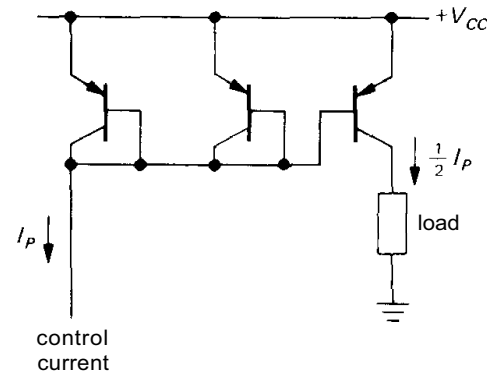 +V_CC
½ I_P
load
I_P
control
current